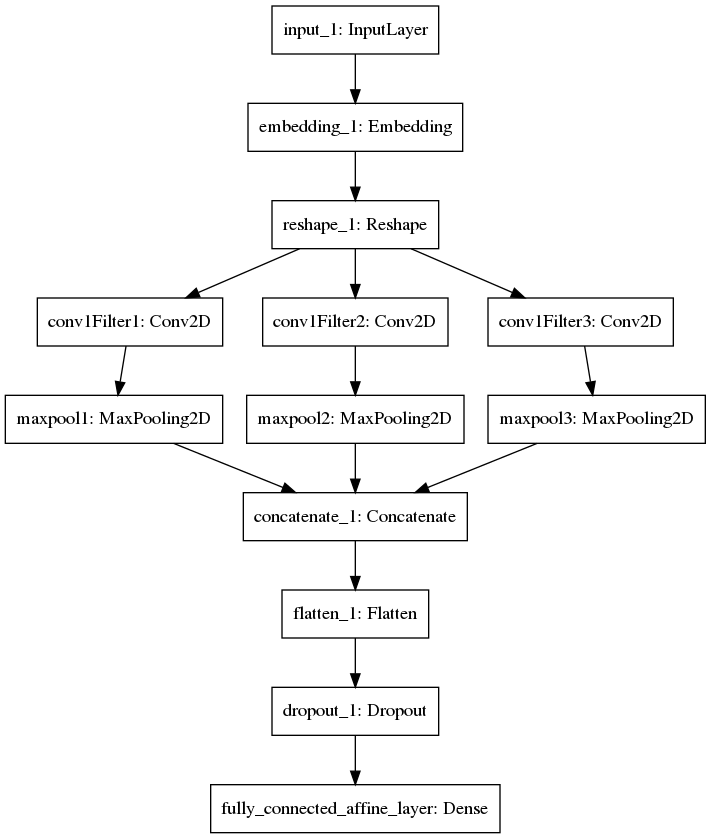 input_1: InputLayer
embedding_1: Embedding
reshape_1: Reshape
conv1Filter1: Conv2D
conv1Filter2: Conv2D
conv1Filter3: Conv2D
maxpool1: MaxPooling2D
maxpool2: MaxPooling2D
maxpool3: MaxPooling2D
concatenate_1: Concatenate
flatten_1: Flatten
dropout_1: Dropout
fully_connected_affine_layer: Dense